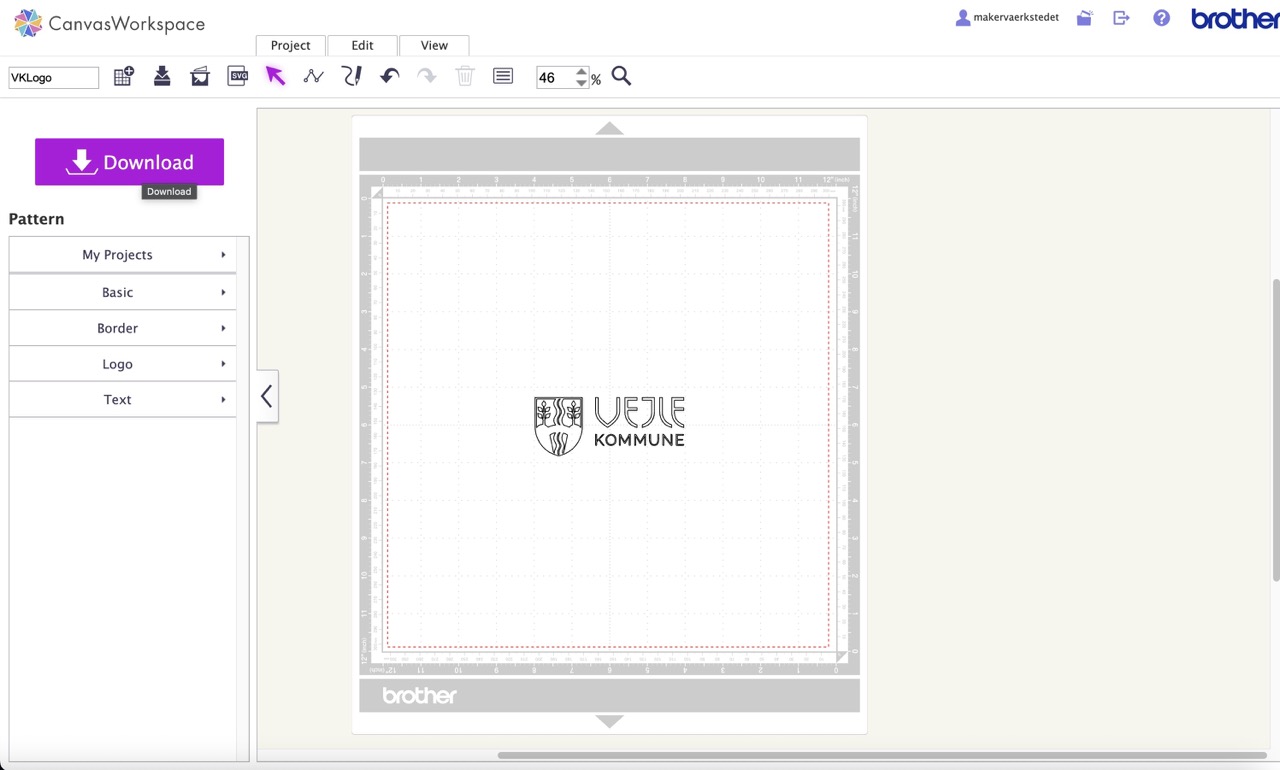 CanvasWorkspace
makervaerkstedet
brother
Project Edit View
VKLogo
SVG
46 %
Download
Download
Pattern
My Projects
Basic
Border
Logo
Text
0 1 2 3 4 5 6 7 8 9 10 11 12" (inch)
VEJLE
KOMMUNE
brother